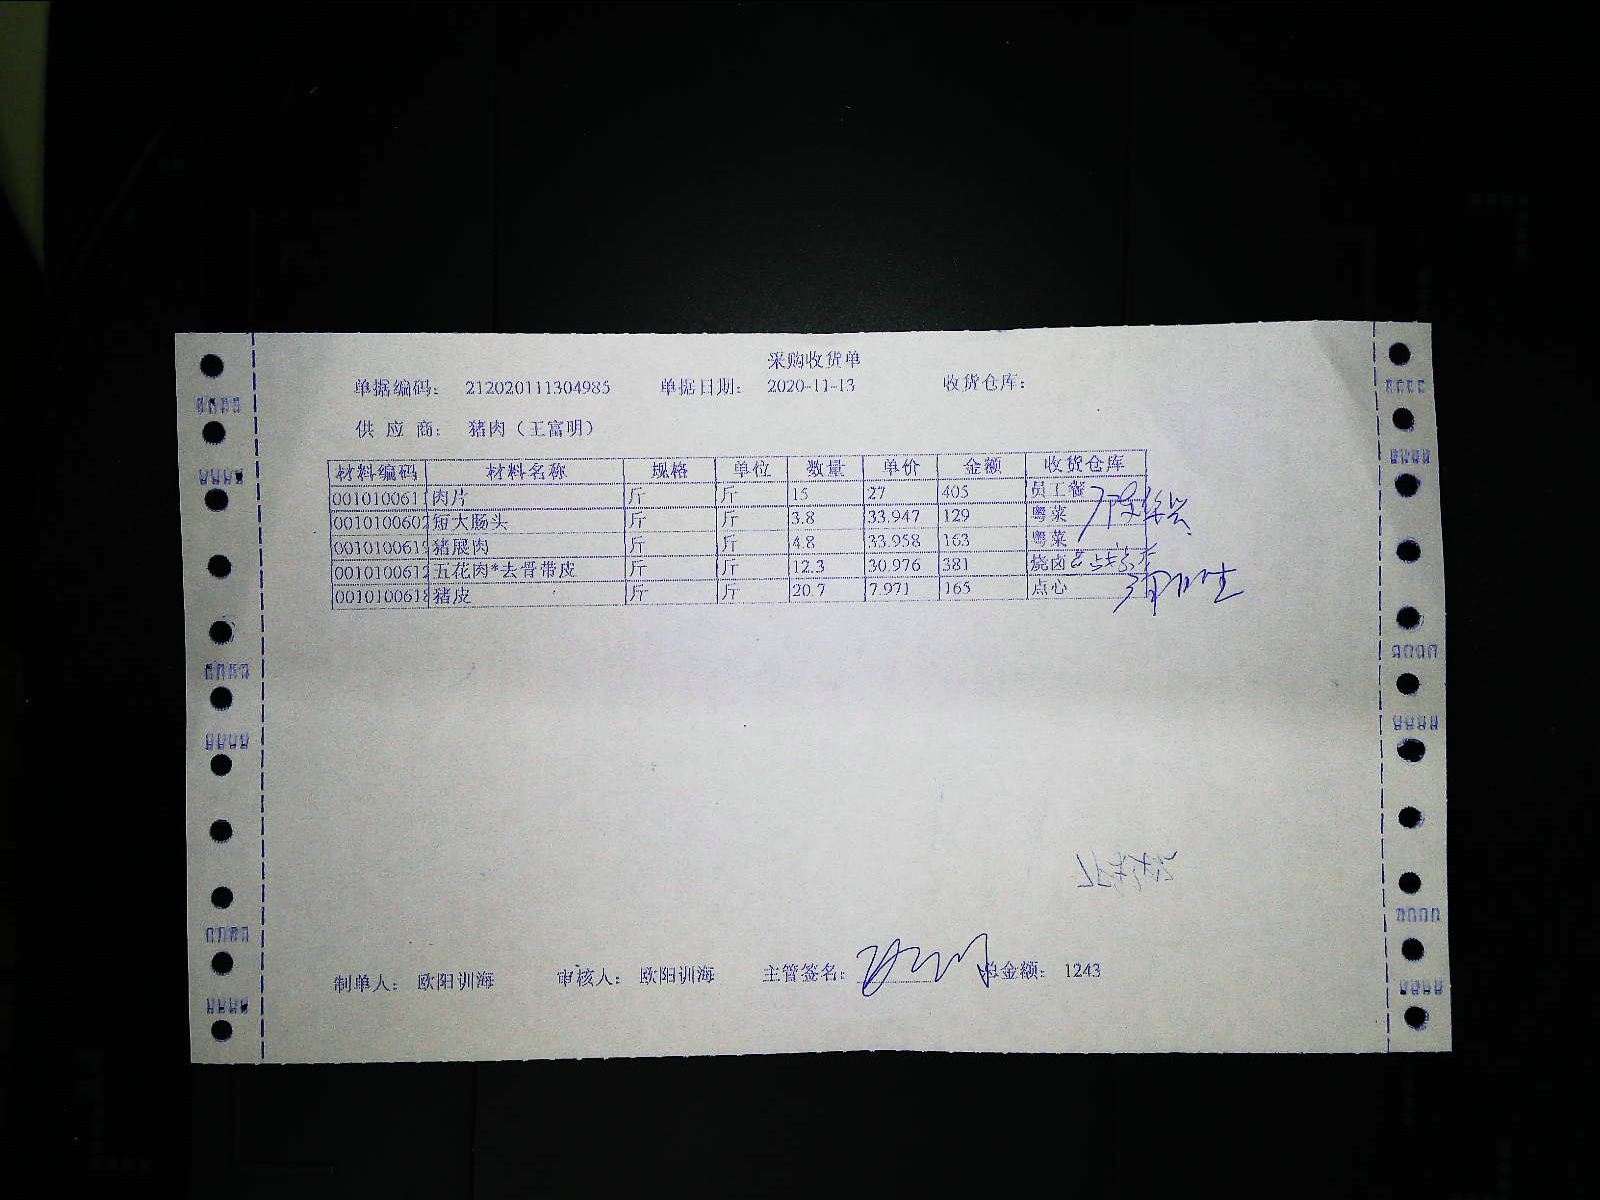 采购收货单
单据编码： 212020111304985 单据日期： 2020-11-13 收货仓库：
供 应 商： 猪肉（王富明）
材料编码 材料名称 规格 单位 数量 单价 金额 收货仓库
0010100611 肉片 斤 斤 15 27 405 员工餐
0010100602 短大肠头 斤 斤 3.8 33.947 129 粤菜
0010100619 猪展肉 斤 斤 4.8 33.958 163 粤菜
0010100612 五花肉*去骨带皮 斤 斤 12.3 30.976 381 烧卤
0010100618 猪皮 斤 斤 20.7 7.971 165 点心
制单人： 欧阳训海 审核人： 欧阳训海 主管签名： 总金额： 1243